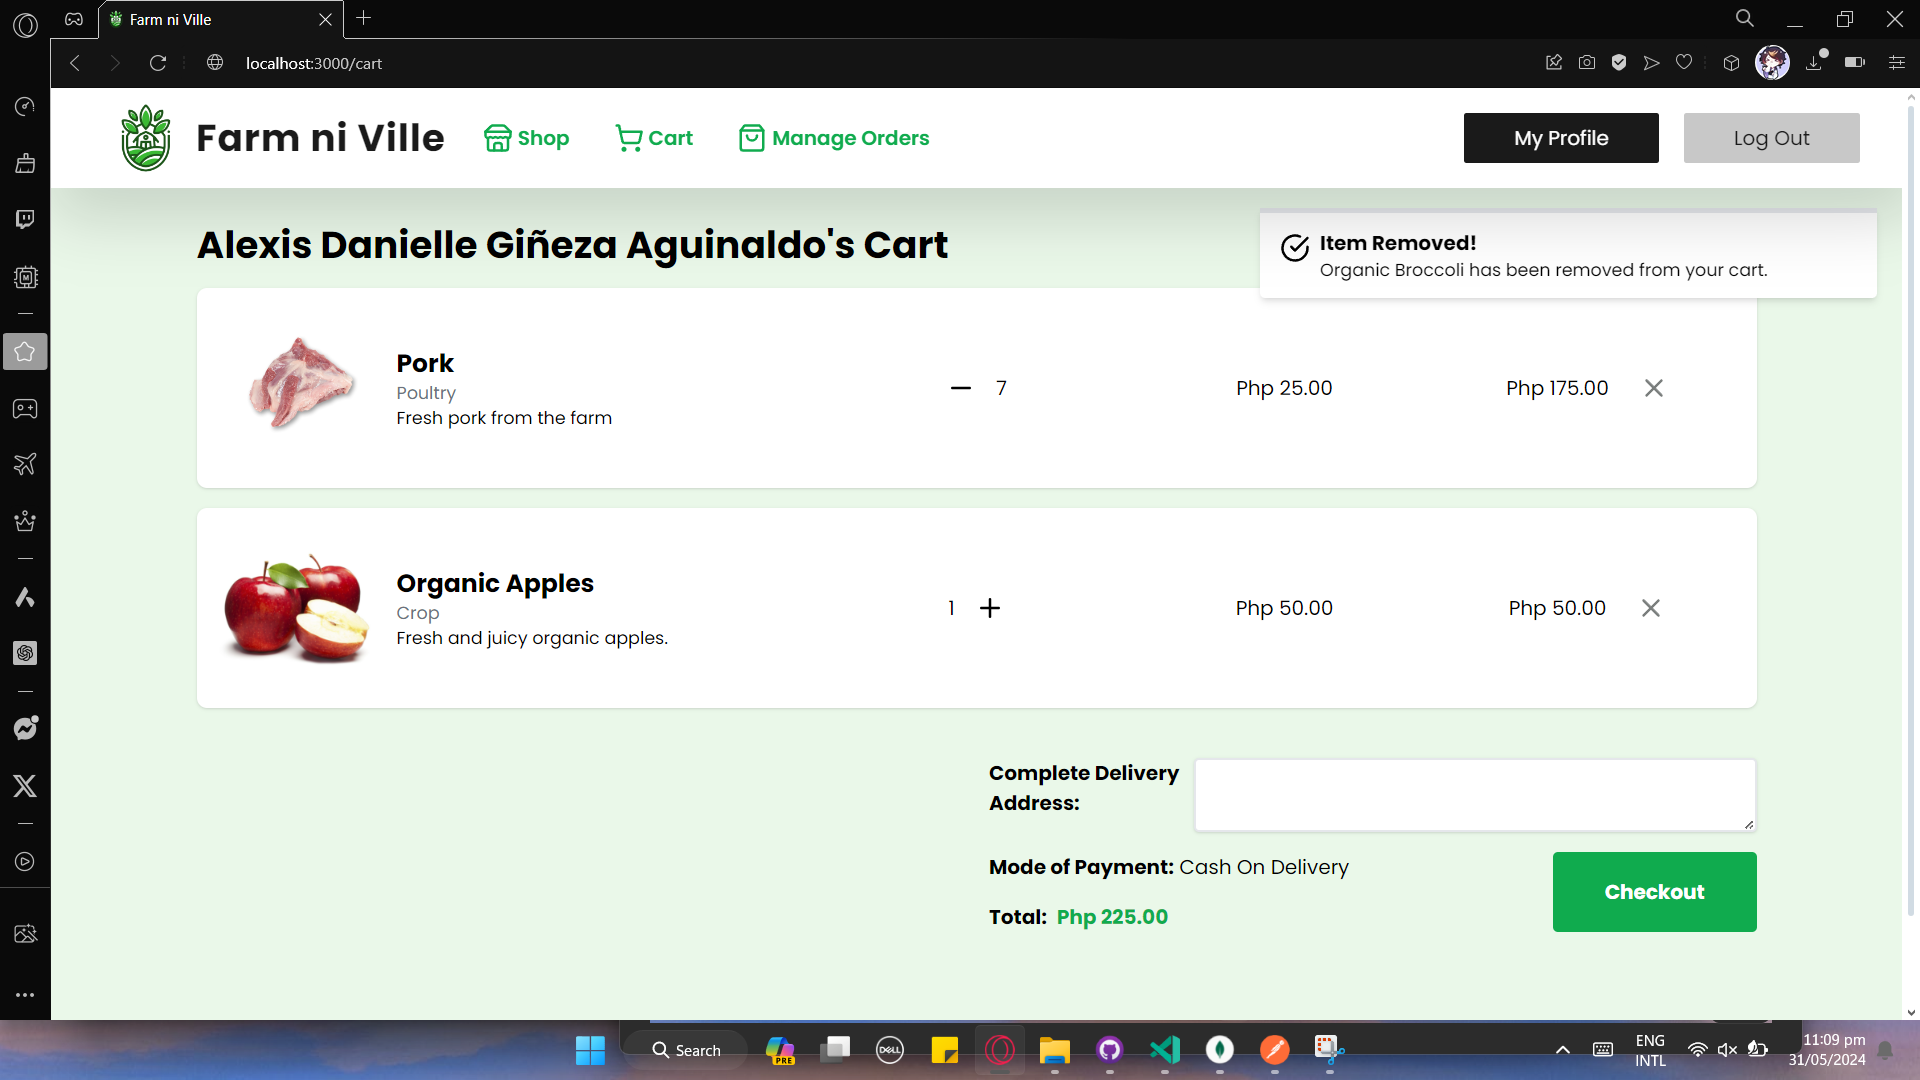 Farm ni Ville
localhost:3000/cart
Farm ni Ville
Shop
Cart
Manage Orders
My Profile
Log Out
Alexis Danielle Giñeza Aguinaldo's Cart
Item Removed!
Organic Broccoli has been removed from your cart.
Pork
Poultry
Fresh pork from the farm
7
Php 25.00
Php 175.00
Organic Apples
Crop
Fresh and juicy organic apples.
1
Php 50.00
Php 50.00
Complete Delivery
Address:
Mode of Payment: Cash On Delivery
Total: Php 225.00
Checkout
Search
PRE
DELL
ENG
INTL
11:09 pm
31/05/2024